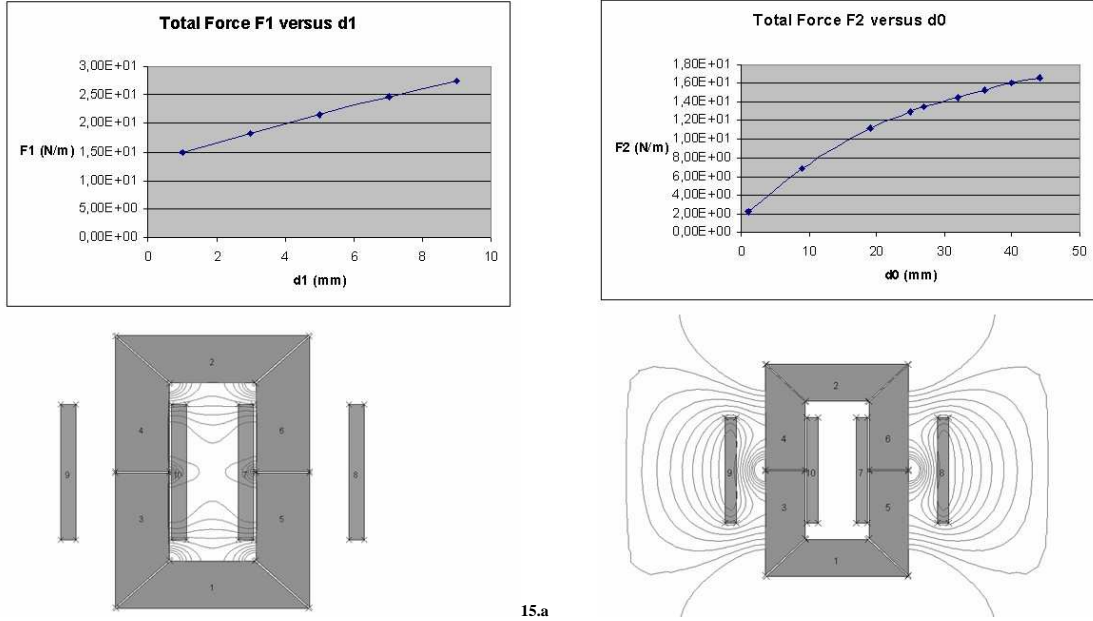 Total Force F1 versus d1
3,00E+01
2,50E+01
2,00E+01
F1 (N/m)
1,50E+01
1,00E+01
5,00E+00
0,00E+00
0 2 4 6 8 10
d1 (mm)
Total Force F2 versus d0
1,80E+01
1,60E+01
1,40E+01
1,20E+01
1,00E+01
F2 (N/m)
8,00E+00
6,00E+00
4,00E+00
2,00E+00
0,00E+00
0 10 20 30 40 50
d0 (mm)
2
4 6
9 10 7 8
3 5
1
15.a
2
4 6
9 10 7 8
3 5
1